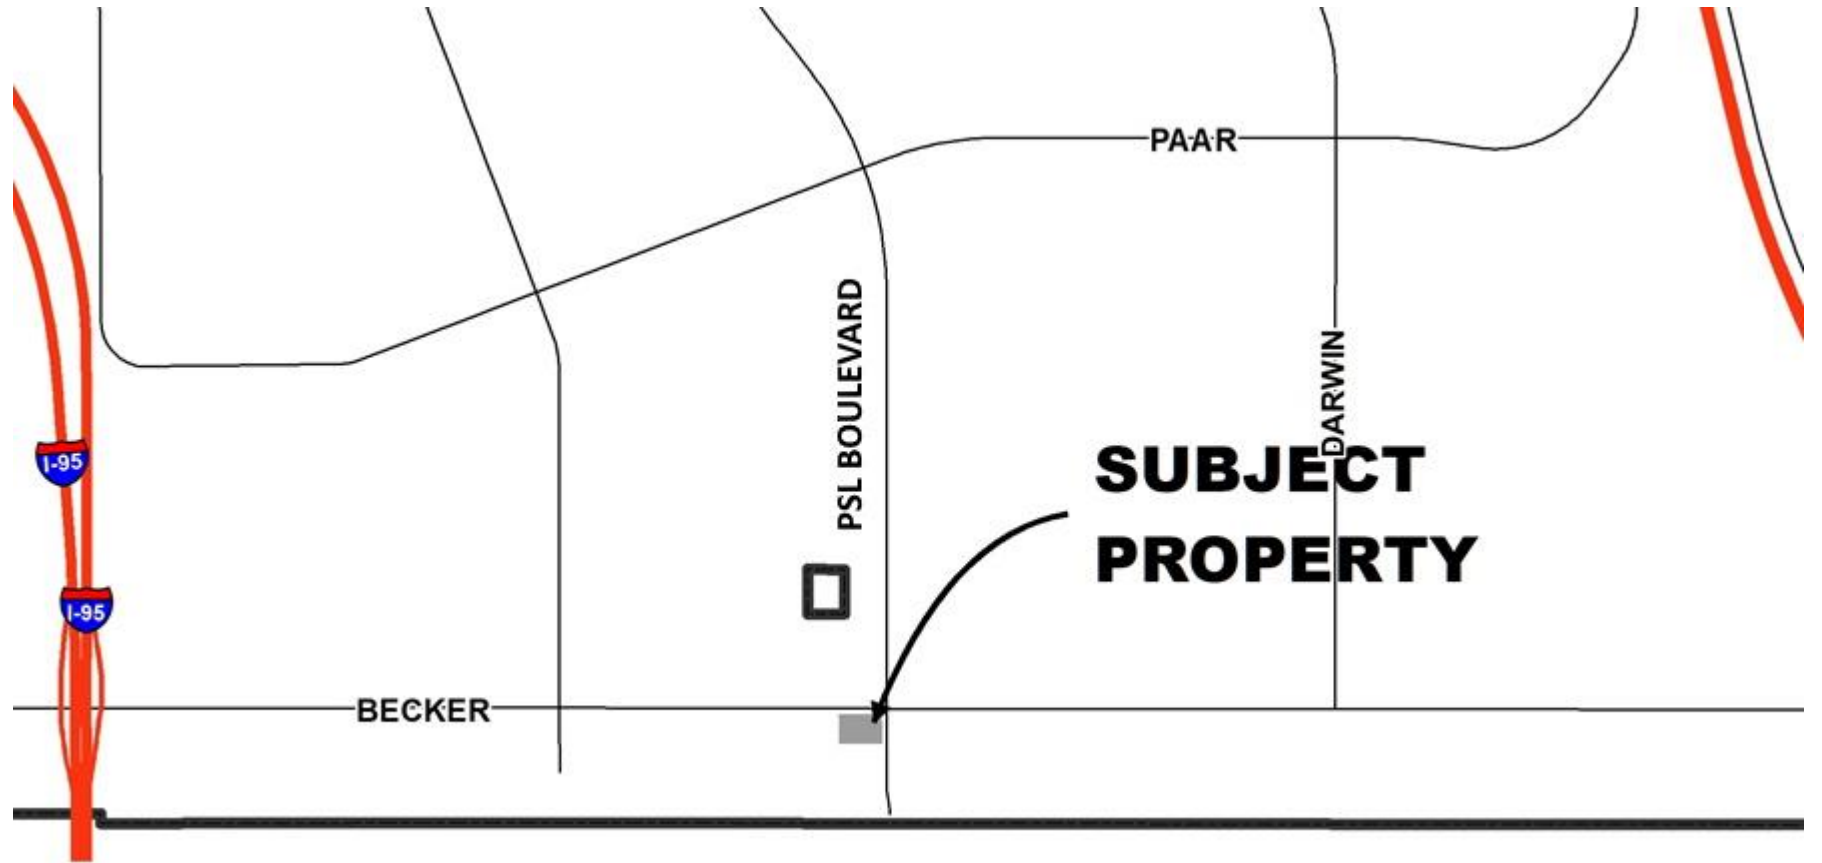 PAAR
PSL BOULEVARD
DARWIN
I-95
SUBJECT
PROPERTY
I-95
BECKER